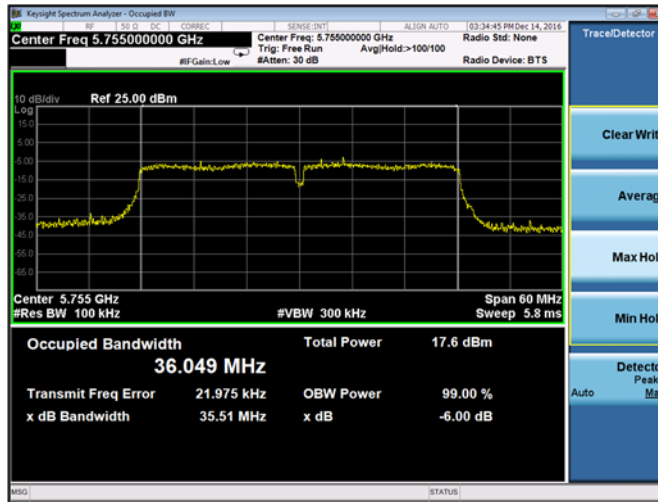 Keysight Spectrum Analyzer - Occupied BW
RF 50 Ω DC CORREC SENSE:INT ALIGN AUTO 03:34:45 PM Dec 14, 2016
Center Freq 5.755000000 GHz
Center Freq: 5.755000000 GHz
Radio Std: None
Trig: Free Run Avg|Hold:>100/100
#IFGain:Low
#Atten: 30 dB
Radio Device: BTS
Trace/Detector
10 dB/div Ref 25.00 dBm
Log
15.0
5.00
-5.00
-15.0
-25.0
-35.0
-45.0
-55.0
-65.0
Center 5.755 GHz Span 60 MHz
#Res BW 100 kHz #VBW 300 kHz Sweep 5.8 ms
Occupied Bandwidth Total Power 17.6 dBm
36.049 MHz
Transmit Freq Error 21.975 kHz OBW Power 99.00 %
x dB Bandwidth 35.51 MHz x dB -6.00 dB
Clear Writ
Averag
Max Hol
Min Hol
Detecto
Peak
Auto Ma
MSG STATUS